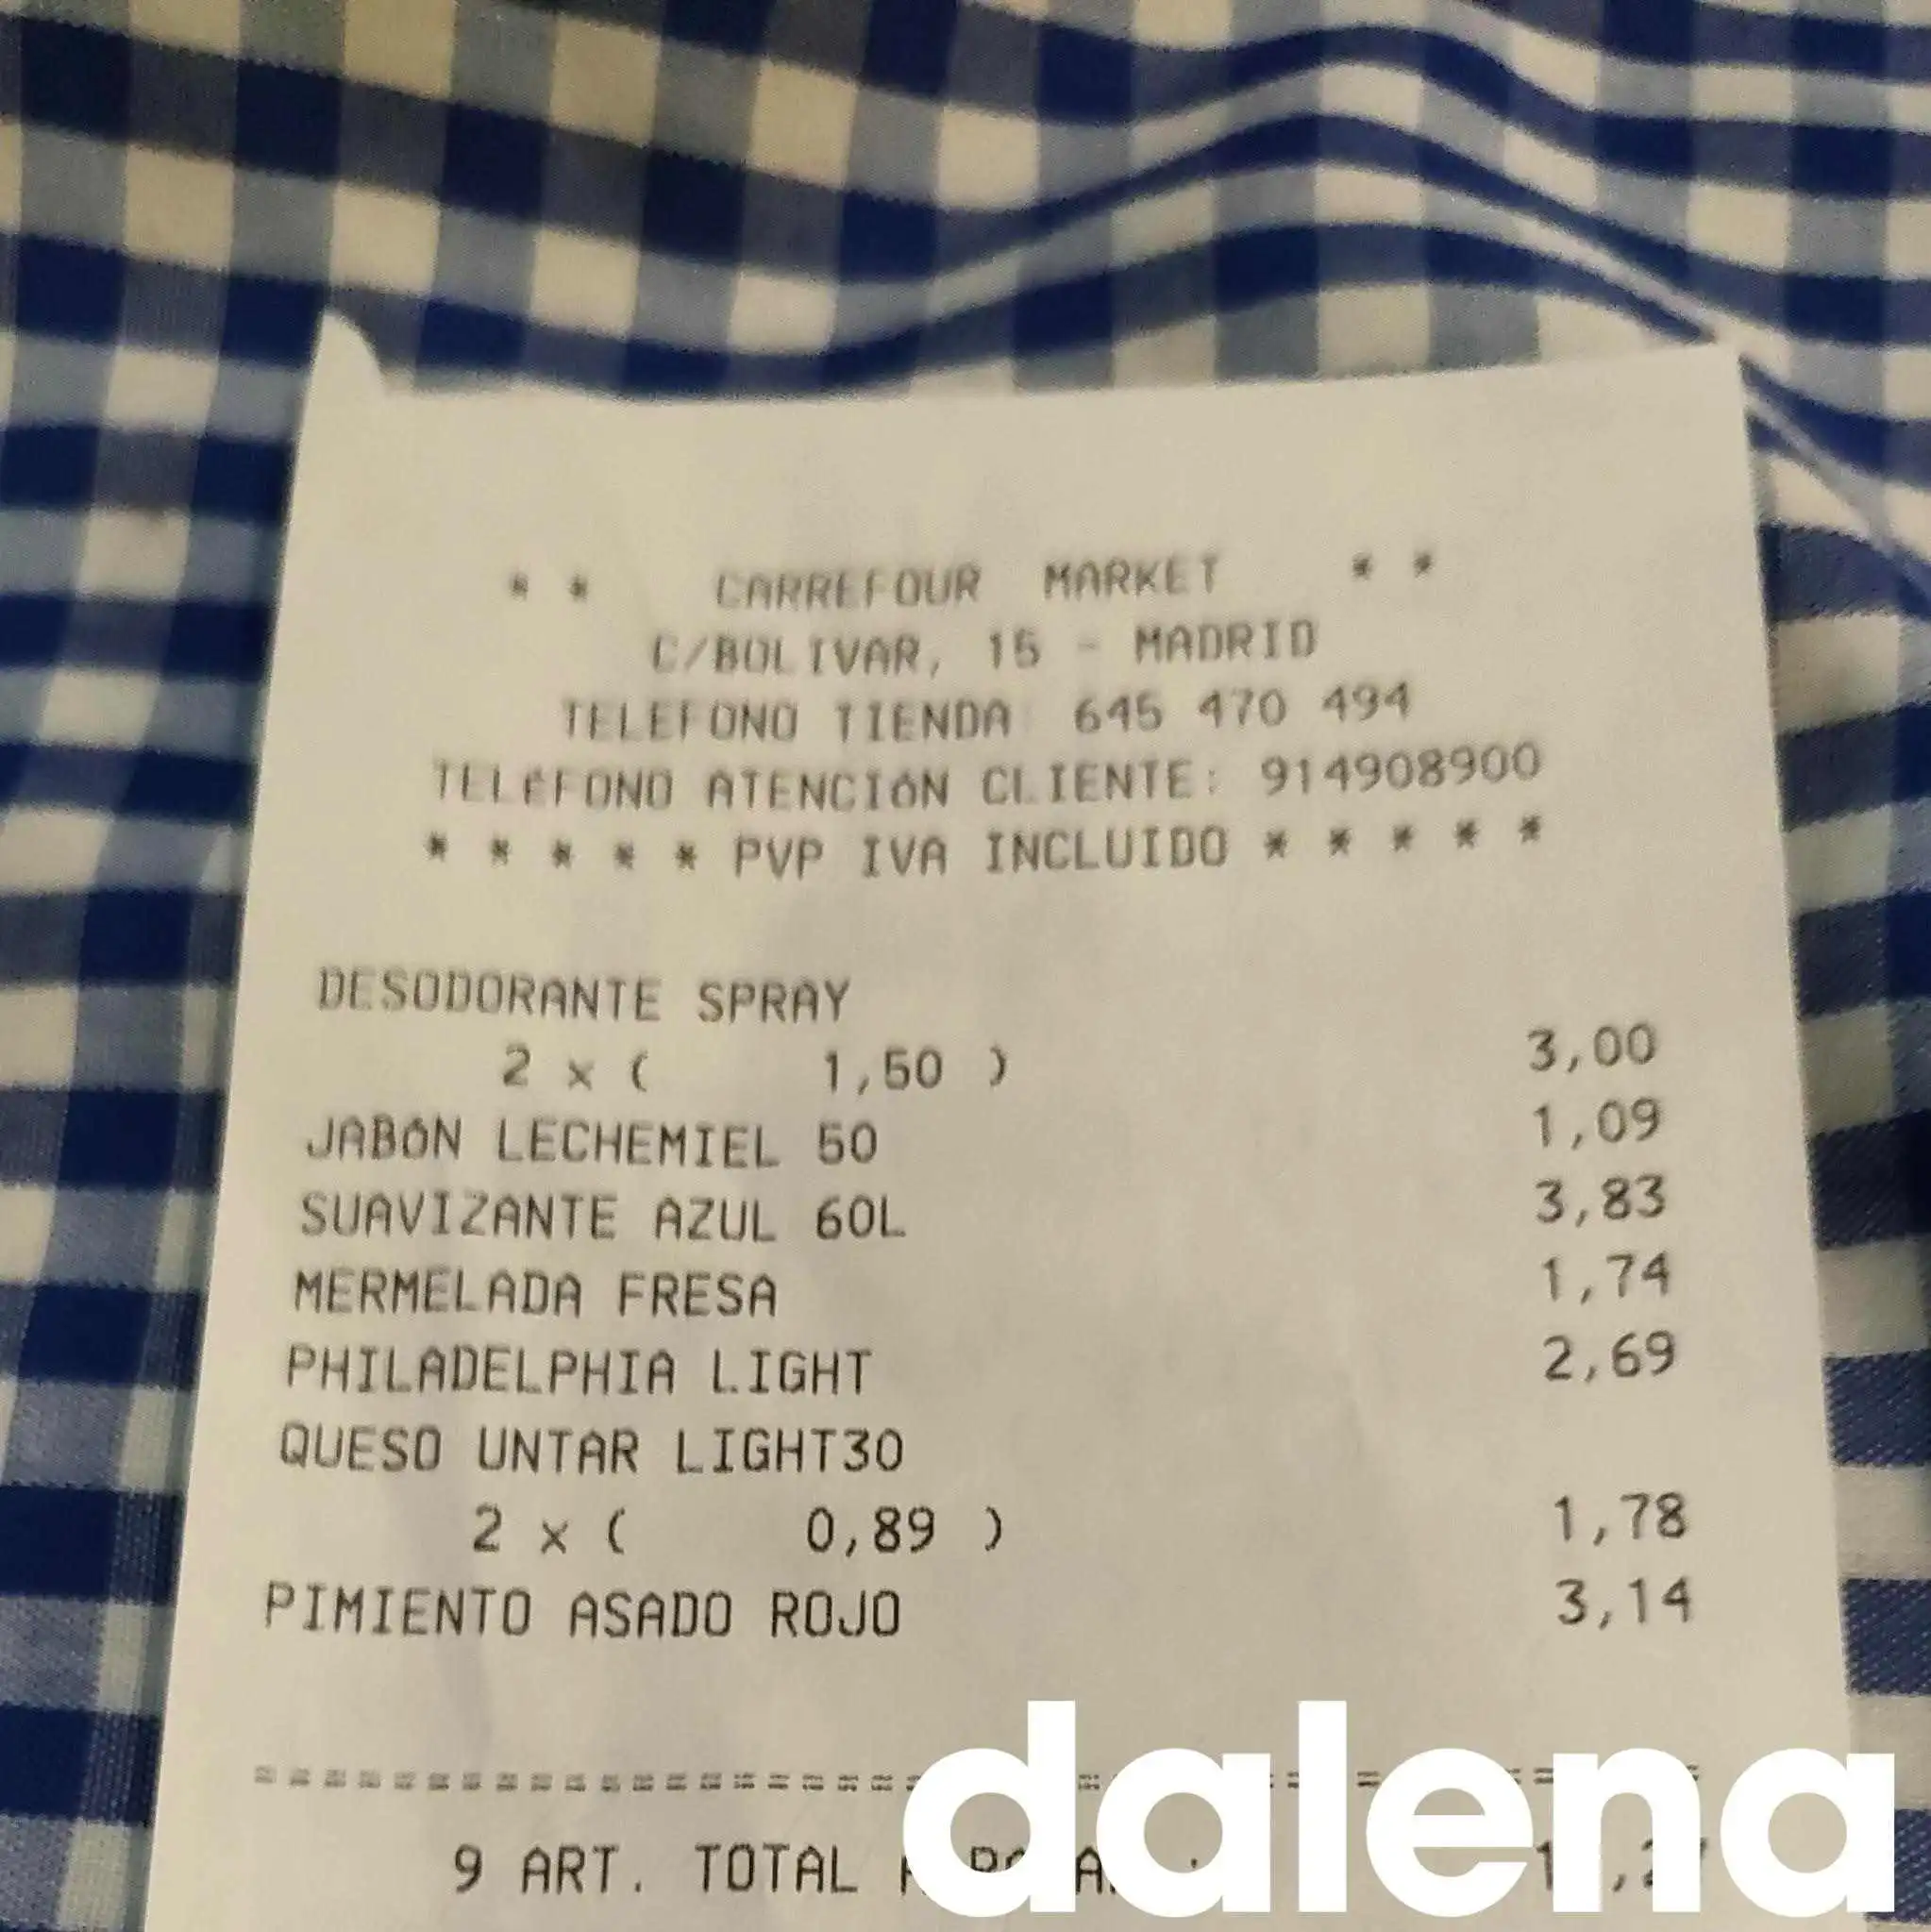 * * CARREFOUR MARKET * *
C/BOLIVAR, 15 - MADRID
TELEFONO TIENDA 645 470 494
TELÉFONO ATENCIÓN CLIENTE: 914908900
* * * * * PVP IVA INCLUIDO * * * * *
DESODORANTE SPRAY
2 x ( 1,50 ) 3,00
JABÓN LECHEMIEL 50 1,09
SUAVIZANTE AZUL 60L 3,83
MERMELADA FRESA 1,74
PHILADELPHIA LIGHT 2,69
QUESO UNTAR LIGHT30
2 x ( 0,89 ) 1,78
PIMIENTO ASADO ROJO 3,14
9 ART. TOTAL
dalena